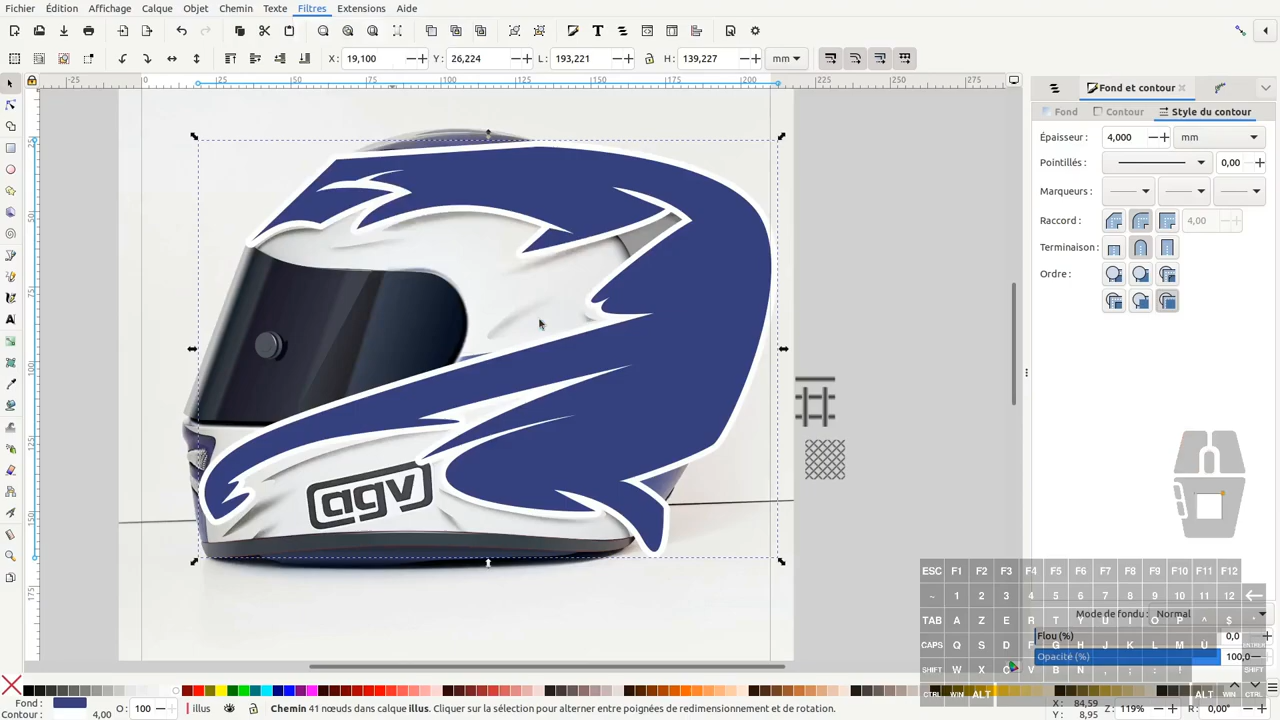 Fichier Édition Affichage Calque Objet Chemin Texte Filtres Extensions Aide
X: 19,100 Y: 26,224 L: 193,221 H: 139,227 mm
Fond et contour
Fond Contour Style du contour
Épaisseur: 4,000 mm
Pointillés: 0,00
Marqueurs:
Raccord: 4,00
Terminaison:
Ordre:
agv
ESC F1 F2 F3 F4 F5 F6 F7 F8 F9 F10 F11 F12
~ 1 2 3 4 5 6 7 8 9 10 11 12
Mode de fondu: Normal
TAB A Z E R T Y U I O P ^ $
Flou (%) 0,0
CAPS Q S D F G H J K L M
Opacité (%) 100,0
SHIFT W X C V B N , ; : ! SHIFT
CTRL WIN ALT ALT WIN CTRL
Fond :
Contour : 4,00
O: 100
illus
Chemin 41 nœuds dans calque illus. Cliquer sur la sélection pour alterner entre poignées de redimensionnement et de rotation.
X: 84,59
Y: 8,95
Z: 119%
R: 0,00°